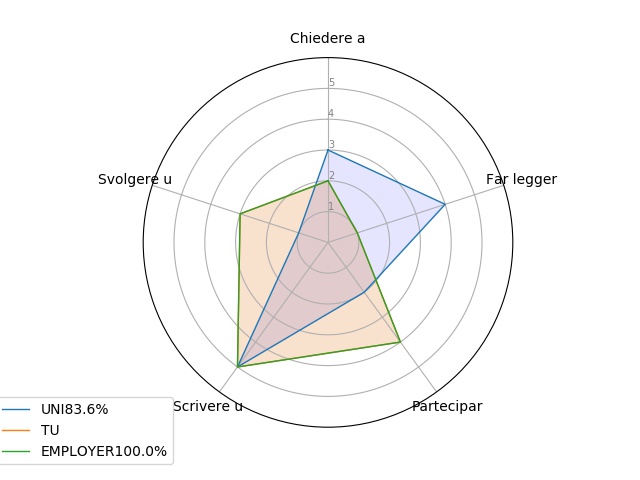 Chiedere a
5
4
3
2
1
Svolgere u
Far legger
Scrivere u
Partecipar
UNI83.6%
TU
EMPLOYER100.0%